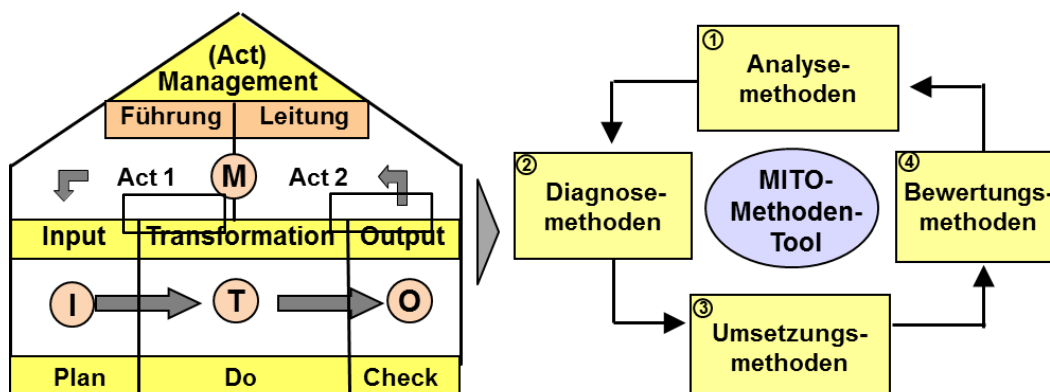 (Act)
Management
Führung Leitung
Act 1 M Act 2
Input Transformation Output
I T O
Plan Do Check
①
Analyse-
methoden
②
Diagnose-
methoden
MITO-
Methoden-
Tool
④
Bewertungs-
methoden
③
Umsetzungs-
methoden